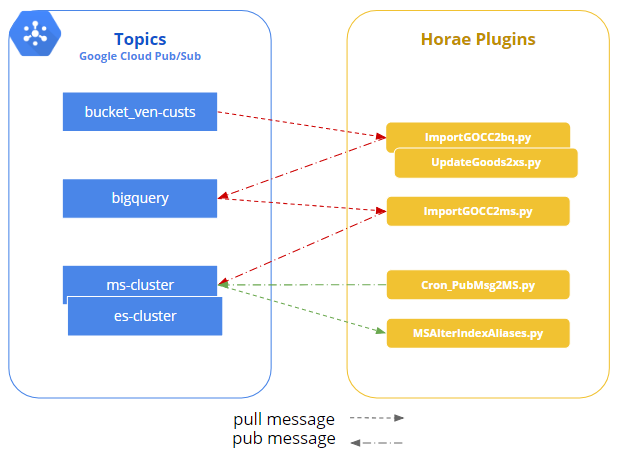 Topics
Google Cloud Pub/Sub
bucket_ven-custs
bigquery
ms-cluster
es-cluster
Horae Plugins
ImportGOCC2bq.py
UpdateGoods2xs.py
ImportGOCC2ms.py
Cron_PubMsg2MS.py
MSAlterIndexAliases.py
pull message
pub message